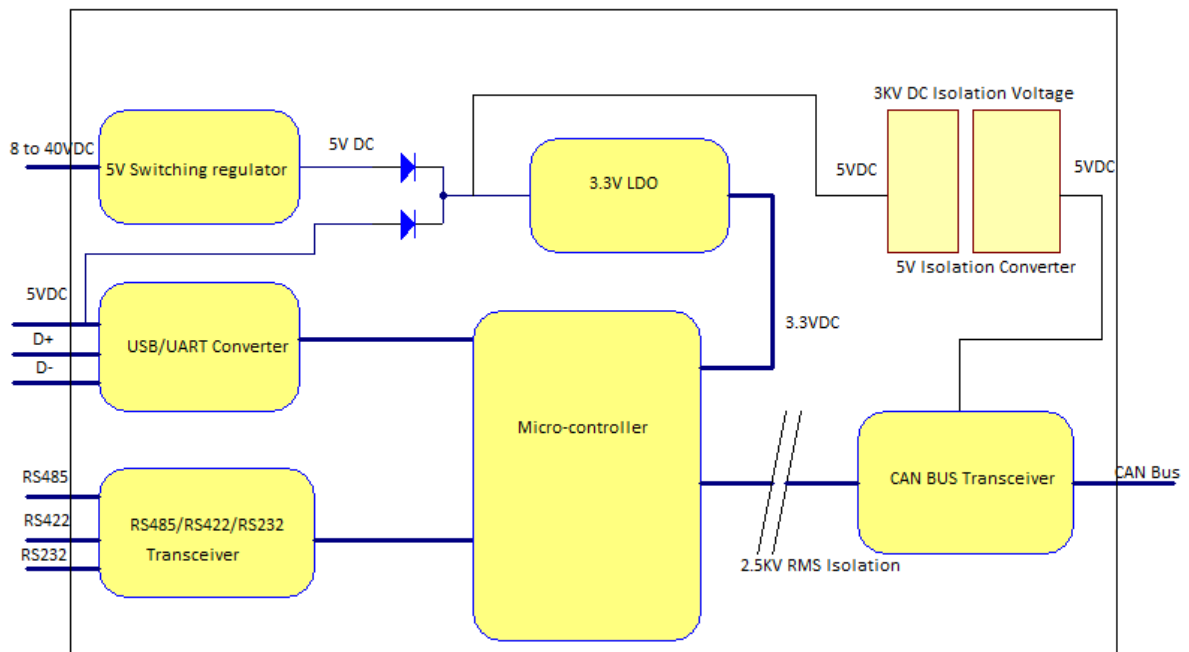 3KV DC Isolation Voltage
8 to 40VDC
5V Switching regulator
5V DC
3.3V LDO
5VDC
5VDC
5V Isolation Converter
5VDC
D+
D-
USB/UART Converter
3.3VDC
Micro-controller
RS485
RS422
RS232
RS485/RS422/RS232
Transceiver
CAN BUS Transceiver
CAN Bus
2.5KV RMS Isolation